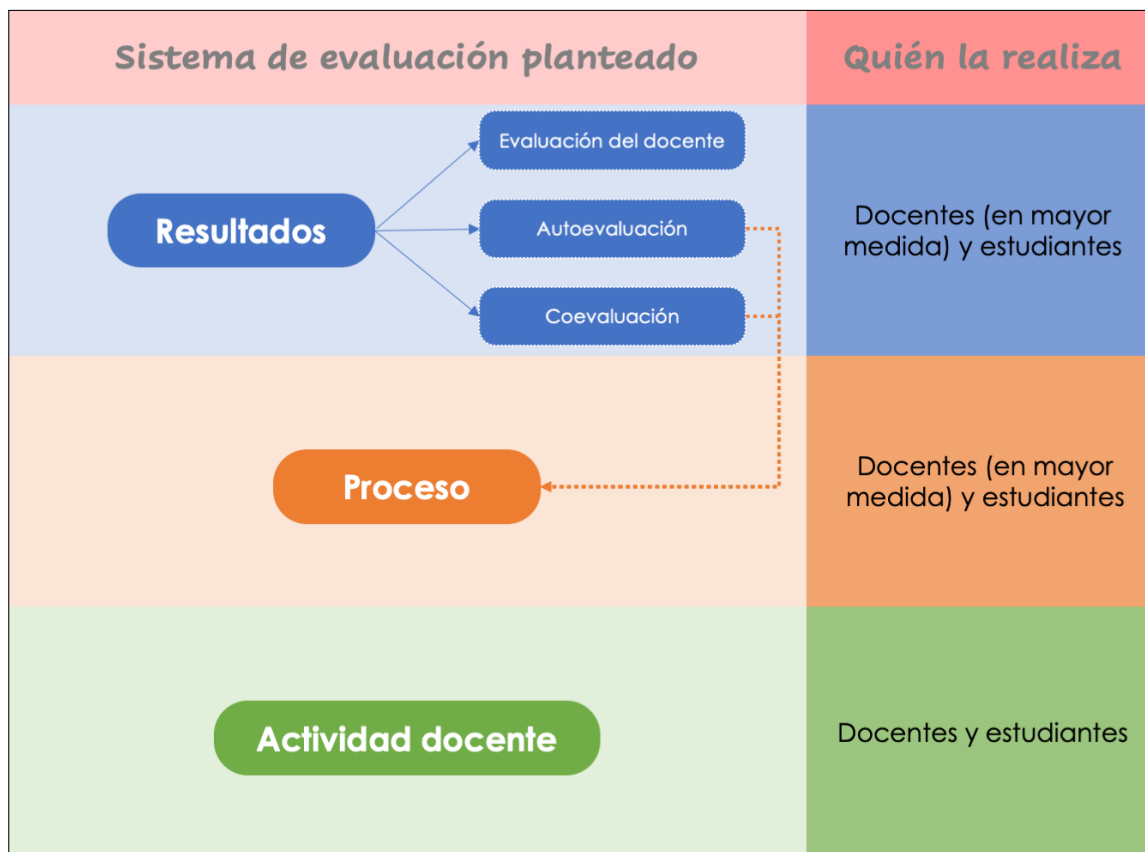 Sistema de evaluación planteado
Quién la realiza
Evaluación del docente
Resultados
Autoevaluación
Coevaluación
Docentes (en mayor
medida) y estudiantes
Proceso
Docentes (en mayor
medida) y estudiantes
Actividad docente
Docentes y estudiantes